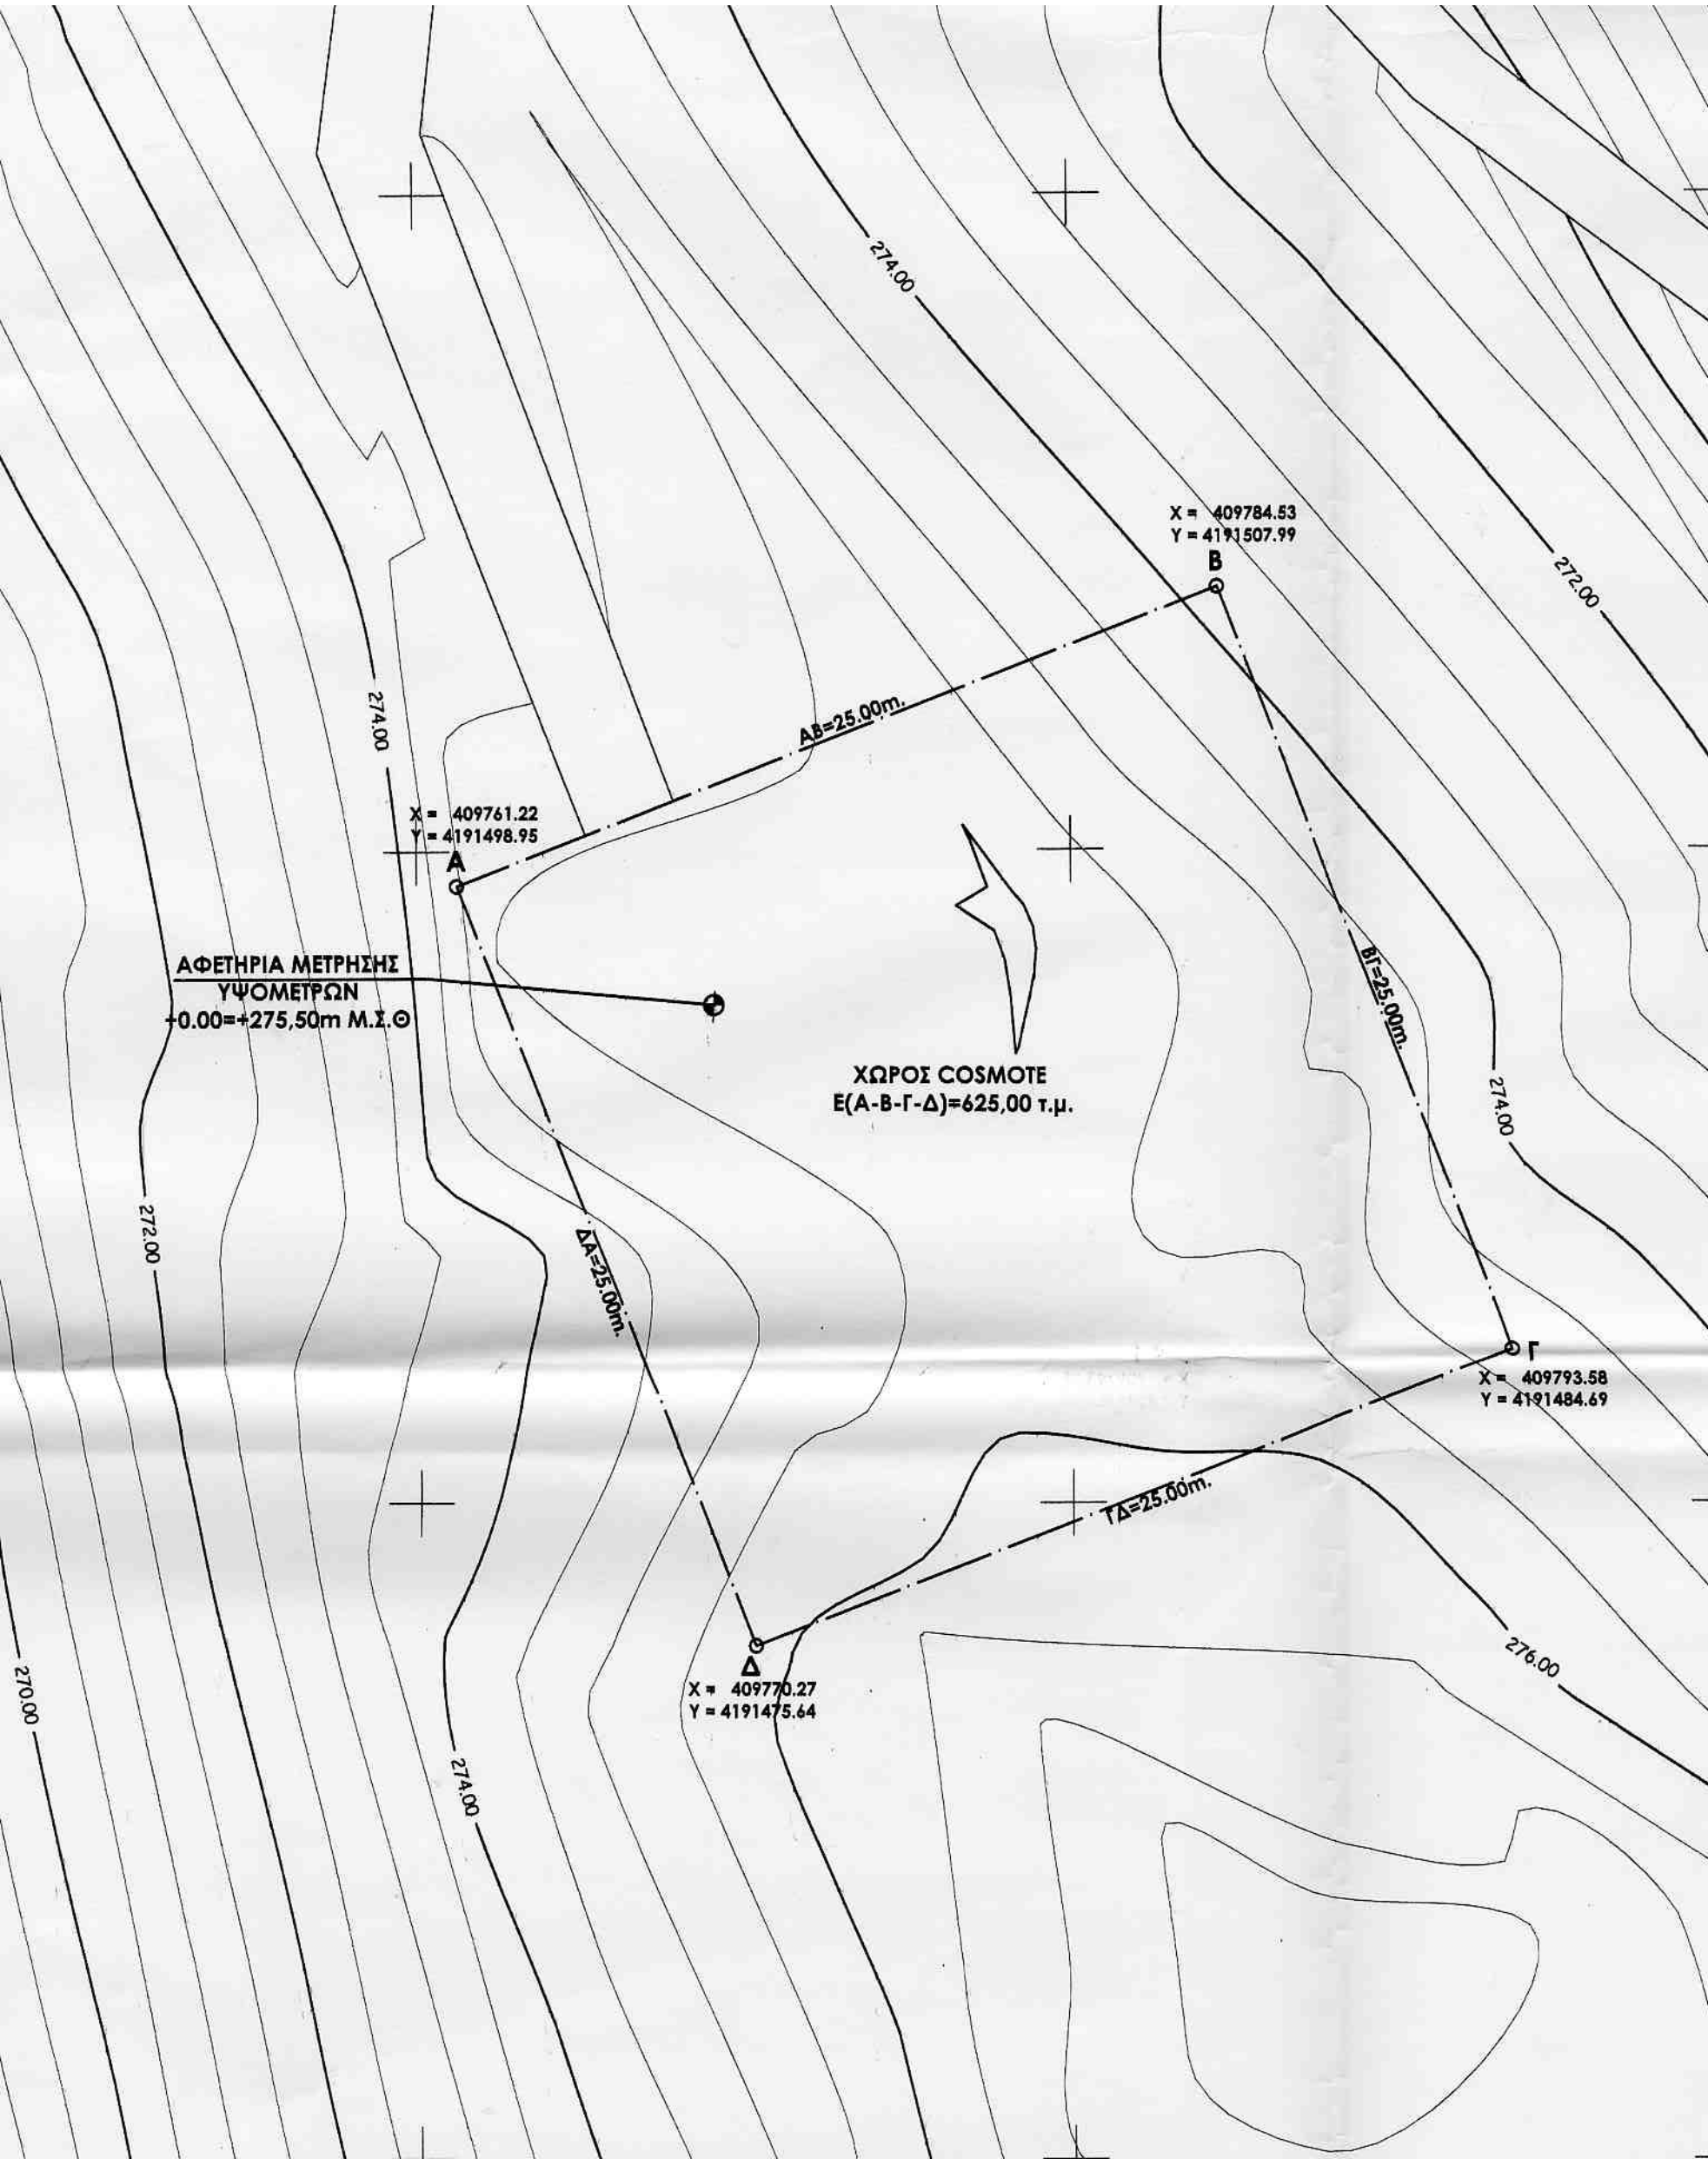 274.00
X = 409784.53
Y = 4191507.99
B
272.00
274.00
AB=25.00m.
X = 409761.22
Y = 4191498.95
A
ΑΦΕΤΗΡΙΑ ΜΕΤΡΗΣΗΣ
ΥΨΟΜΕΤΡΩΝ
+0.00=+275,50m Μ.Σ.Θ
ΒΓ=25.00m.
ΧΩΡΟΣ COSMOTE
Ε(Α-Β-Γ-Δ)=625,00 τ.μ.
274.00
272.00
ΔΑ=25.00m.
Γ
X = 409793.58
Y = 4191484.69
ΓΔ=25.00m.
276.00
Δ
X = 409770.27
Y = 4191475.64
270.00
274.00